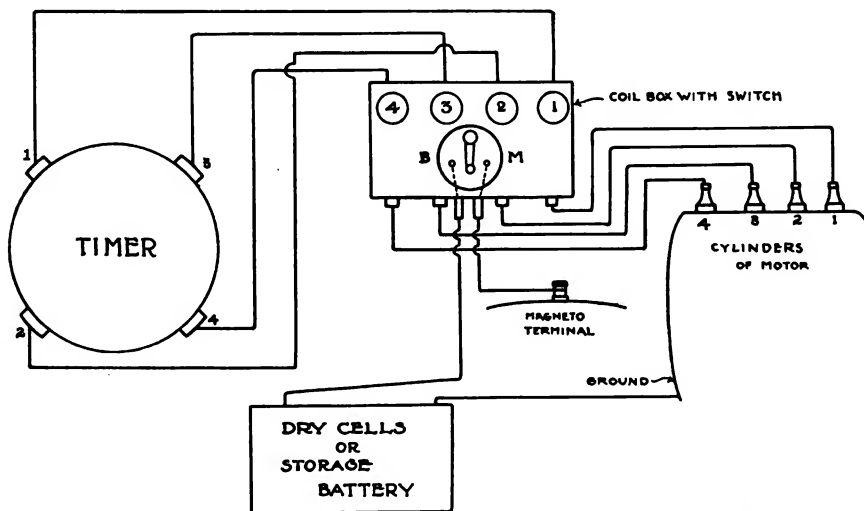 4 3 2 1
COIL BOX WITH SWITCH
B M
1
3
TIMER
2
4
4 3 2 1
CYLINDERS
OF MOTOR
MAGNETO
TERMINAL
GROUND
DRY CELLS
OR
STORAGE
BATTERY